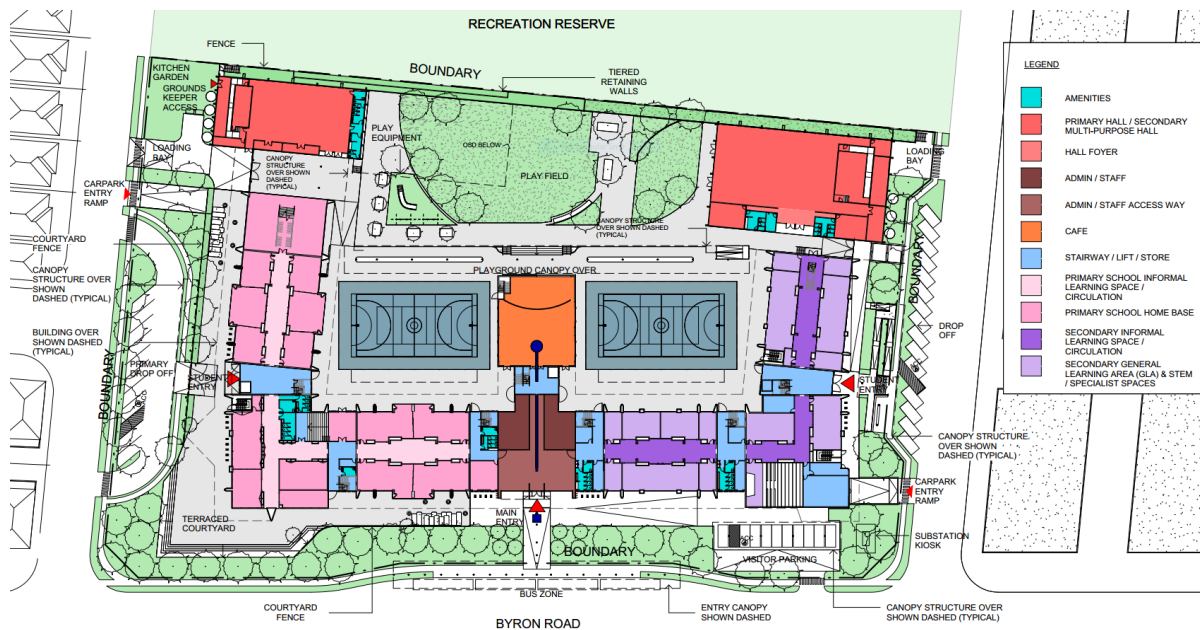 RECREATION RESERVE
FENCE
BOUNDARY
TIERED
RETAINING
WALLS
KITCHEN
GARDEN
GROUNDS
KEEPER
ACCESS
PLAY
EQUIPMENT
OSD BELOW
PLAY FIELD
LOADING
BAY
CANOPY
STRUCTURE
OVER SHOWN
DASHED
(TYPICAL)
LOADING
BAY
CARPARK
ENTRY
RAMP
CANOPY STRUCTURE
OVER SHOWN DASHED
(TYPICAL)
COURTYARD
FENCE
CANOPY
STRUCTURE OVER
SHOWN
DASHED (TYPICAL)
PLAYGROUND CANOPY OVER
BOUNDARY
BUILDING OVER
SHOWN DASHED
(TYPICAL)
DROP
OFF
PRIMARY
DROP OFF
STUDENT
ENTRY
STUDENT
ENTRY
BOUNDARY
CANOPY STRUCTURE
OVER SHOWN
DASHED (TYPICAL)
CARPARK
ENTRY
RAMP
TERRACED
COURTYARD
MAIN
ENTRY
ACC
SUBSTATION
KIOSK
BOUNDARY
VISITOR PARKING
BUS ZONE
COURTYARD
FENCE
ENTRY CANOPY
SHOWN DASHED
CANOPY STRUCTURE OVER
SHOWN DASHED (TYPICAL)
BYRON ROAD
LEGEND
AMENITIES
PRIMARY HALL / SECONDARY
MULTI-PURPOSE HALL
HALL FOYER
ADMIN / STAFF
ADMIN / STAFF ACCESS WAY
CAFE
STAIRWAY / LIFT / STORE
PRIMARY SCHOOL INFORMAL
LEARNING SPACE /
CIRCULATION
PRIMARY SCHOOL HOME BASE
SECONDARY INFORMAL
LEARNING SPACE /
CIRCULATION
SECONDARY GENERAL
LEARNING AREA (GLA) & STEM
/ SPECIALIST SPACES